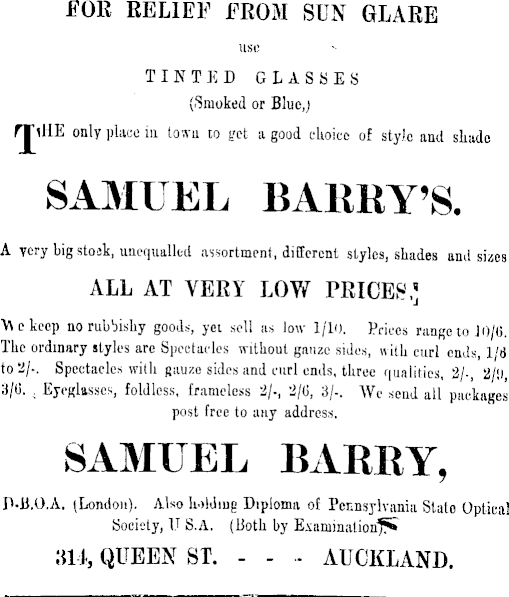 FOR RELIEF FROM SUN GLARE
use
TINTED GLASSES
(Smoked or Blue,)
THE only place in town to get a good choice of style and shade
SAMUEL BARRY'S.
A very big stock, unequalled assortment, different styles, shades and sizes
ALL AT VERY LOW PRICES;
We keep no rubbishy goods, yet sell as low 1/10. Prices range to 10/6.
The ordinary styles are Spectacles without gauze sides, with curl ends, 1/6
to 2/-. Spectacles with gauze sides and curl ends, three qualities, 2/-, 2/9,
3/6. Eyeglasses, foldless, frameless 2/-, 2/6, 3/-. We send all packages
post free to any address.
SAMUEL BARRY,
D.B.O.A. (London). Also holding Diploma of Pennsylvania State Optical
Society, U S.A. (Both by Examination).
314, QUEEN ST. - - - AUCKLAND.